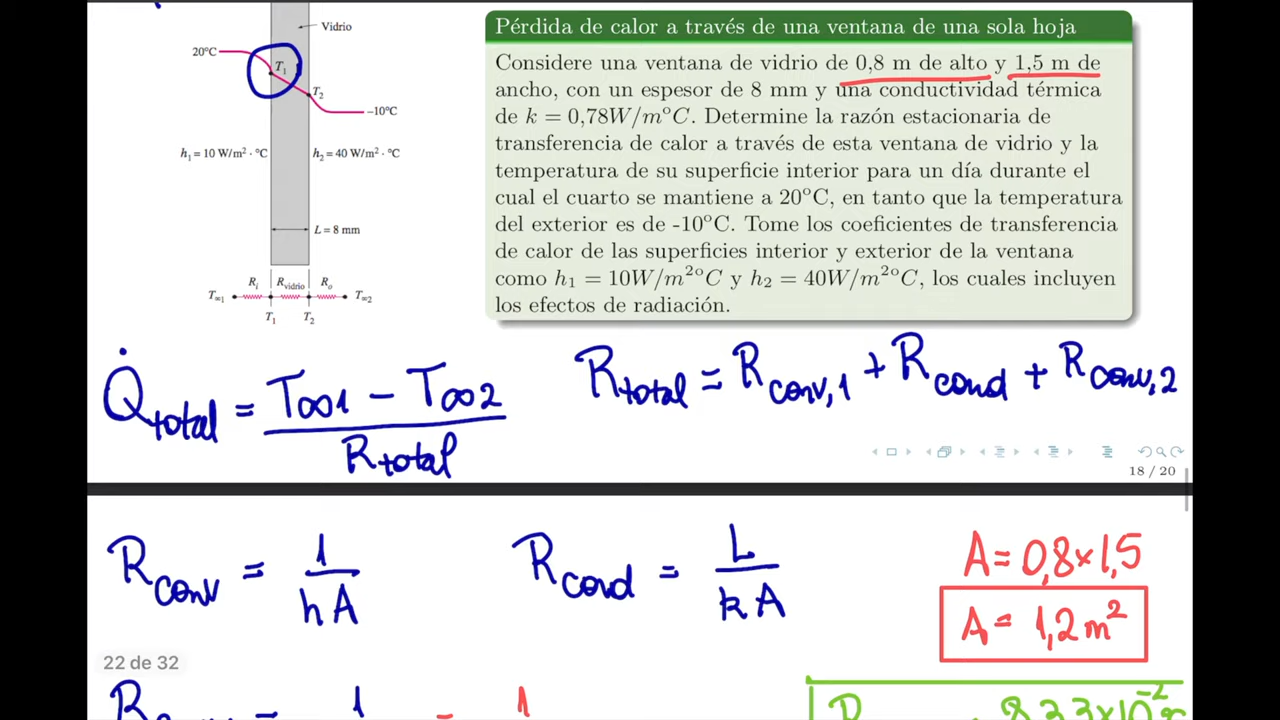 Vidrio
20°C
T₁
T₂
–10°C
h₁ = 10 W/m² · °C
h₂ = 40 W/m² · °C
L = 8 mm
Rᵢ Rvidrio Rₒ
T∞1 T∞2
T₁ T₂
Pérdida de calor a través de una ventana de una sola hoja
Considere una ventana de vidrio de 0,8 m de alto y 1,5 m de
ancho, con un espesor de 8 mm y una conductividad térmica
de k = 0,78W/m°C. Determine la razón estacionaria de
transferencia de calor a través de esta ventana de vidrio y la
temperatura de su superficie interior para un día durante el
cual el cuarto se mantiene a 20°C, en tanto que la temperatura
del exterior es de -10°C. Tome los coeficientes de transferencia
de calor de las superficies interior y exterior de la ventana
como h₁ = 10W/m²°C y h₂ = 40W/m²°C, los cuales incluyen
los efectos de radiación.
Q̇total = (T∞1 − T∞2) / Rtotal
Rtotal = Rconv,1 + Rcond + Rconv,2
18 / 20
Rconv = 1 / hA
Rcond = L / kA
A = 0,8×1,5
A = 1,2 m²
22 de 32
= 1 = 1
8,33×10⁻²